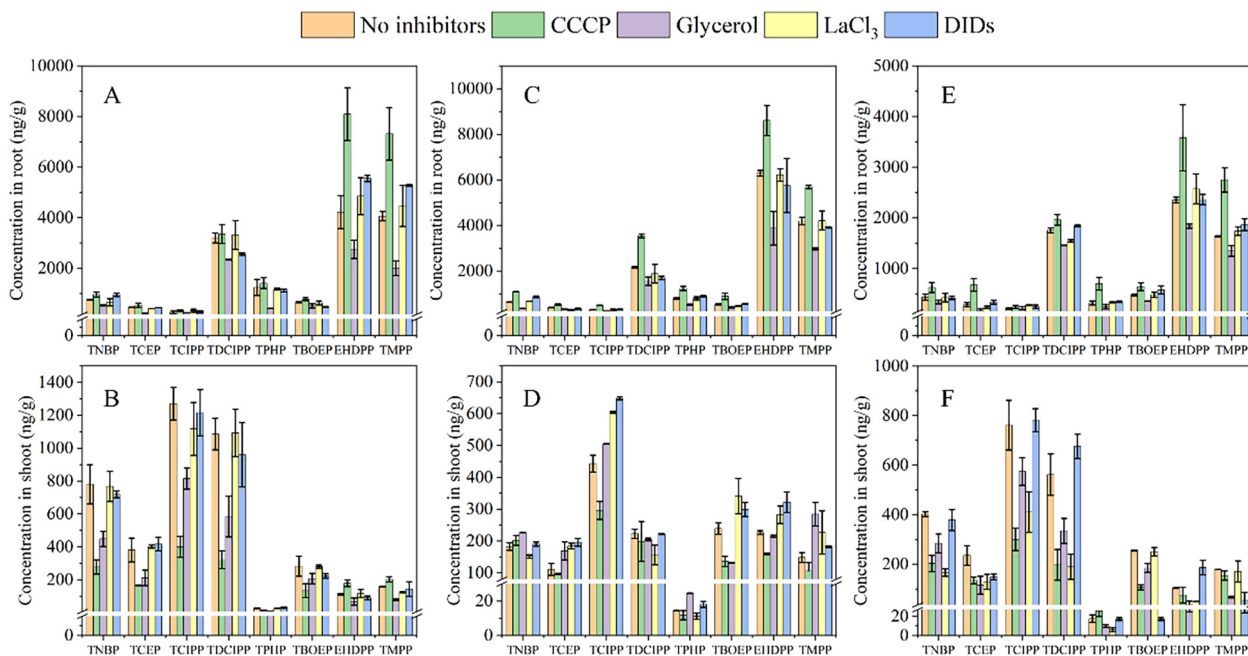 No inhibitors CCCP Glycerol LaCl₃ DIDs
A
Concentration in root (ng/g)
10000
8000
6000
4000
2000
0
TNBP TCEP TCIPP TDCIPP TPHP TBOEP EHDPP TMPP
C
Concentration in root (ng/g)
10000
8000
6000
4000
2000
0
TNBP TCEP TCIPP TDCIPP TPHP TBOEP EHDPP TMPP
E
Concentration in root (ng/g)
5000
4000
3000
2000
1000
0
TNBP TCEP TCIPP TDCIPP TPHP TBOEP EHDPP TMPP
B
Concentration in shoot (ng/g)
1400
1200
1000
800
600
400
200
0
TNBP TCEP TCIPP TDCIPP TPHP TBOEP EHDPP TMPP
D
Concentration in shoot (ng/g)
700
600
500
400
300
200
100
20
0
TNBP TCEP TCIPP TDCIPP TPHP TBOEP EHDPP TMPP
F
Concentration in shoot (ng/g)
1000
800
600
400
200
20
0
TNBP TCEP TCIPP TDCIPP TPHP TBOEP EHDPP TMPP